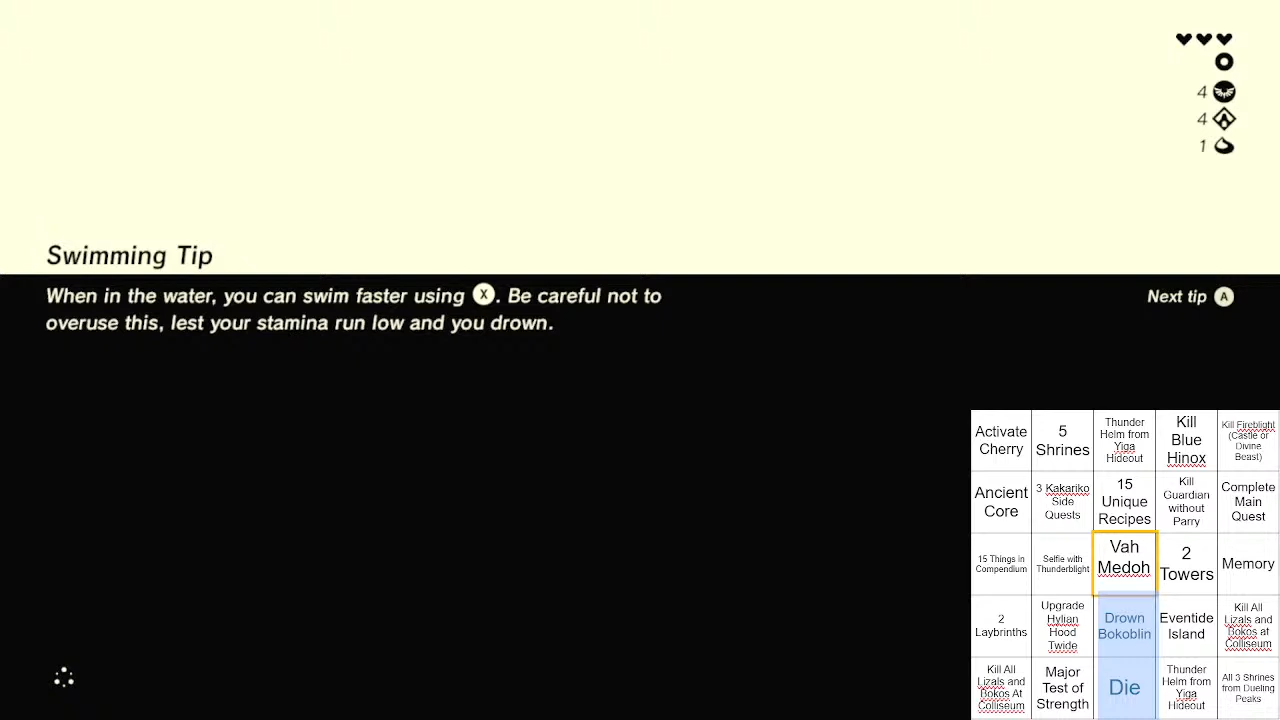 4
4
1
Swimming Tip
When in the water, you can swim faster using X. Be careful not to
overuse this, lest your stamina run low and you drown.
Next tip A
Activate
Cherry
5
Shrines
Thunder
Helm from
Yiga
Hideout
Kill
Blue
Hinox
Kill Fireblight
(Castle or
Divine
Beast)
Ancient
Core
3 Kakariko
Side
Quests
15
Unique
Recipes
Kill
Guardian
without
Parry
Complete
Main
Quest
15 Things in
Compendium
Selfie with
Thunderblight
Vah
Medoh
2
Towers
Memory
2
Laybrinths
Upgrade
Hylian
Hood
Twide
Drown
Bokoblin
Eventide
Island
Kill All
Lizals and
Bokos at
Colliseum
Kill All
Lizals and
Bokos At
Colliseum
Major
Test of
Strength
Die
Thunder
Helm from
Yiga
Hideout
All 3 Shrines
from Dueling
Peaks